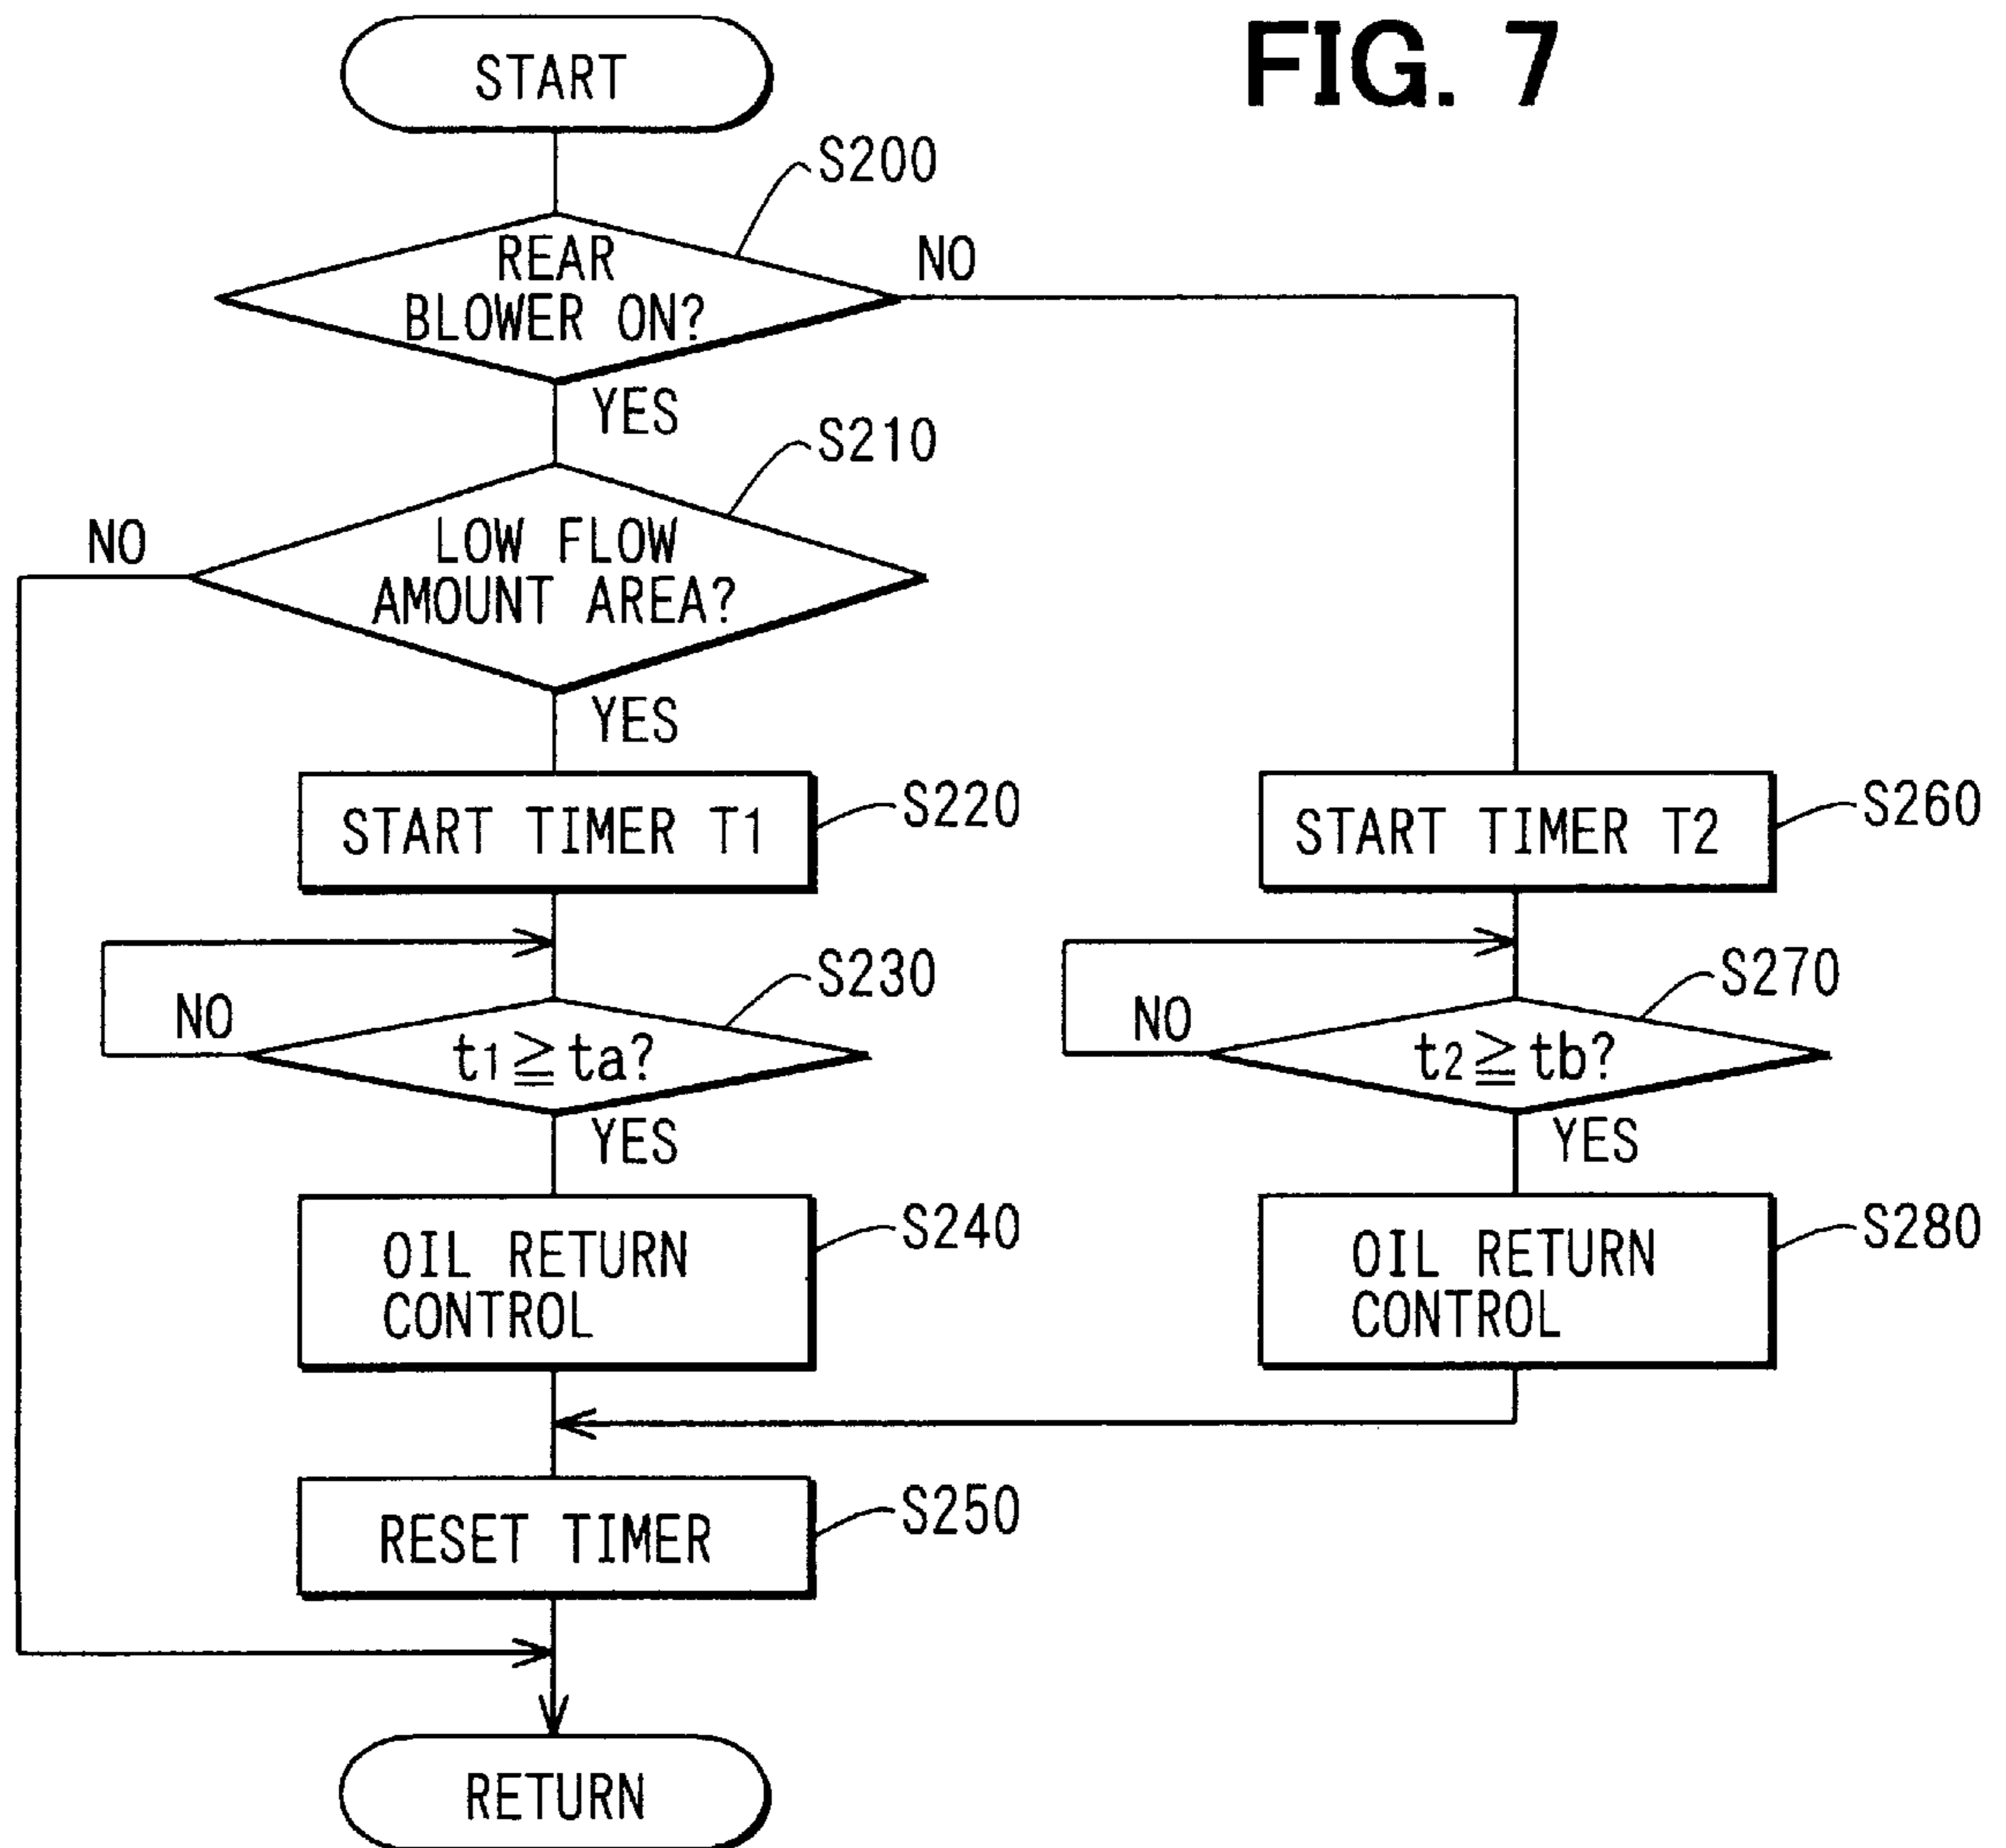 FIG. 7
START
S200
REAR
BLOWER ON?
NO
YES
S210
LOW FLOW
AMOUNT AREA?
NO
YES
START TIMER T1
S220
START TIMER T2
S260
S230
t1≧ta?
NO
YES
S270
t2≧tb?
NO
YES
OIL RETURN
CONTROL
S240
OIL RETURN
CONTROL
S280
RESET TIMER
S250
RETURN